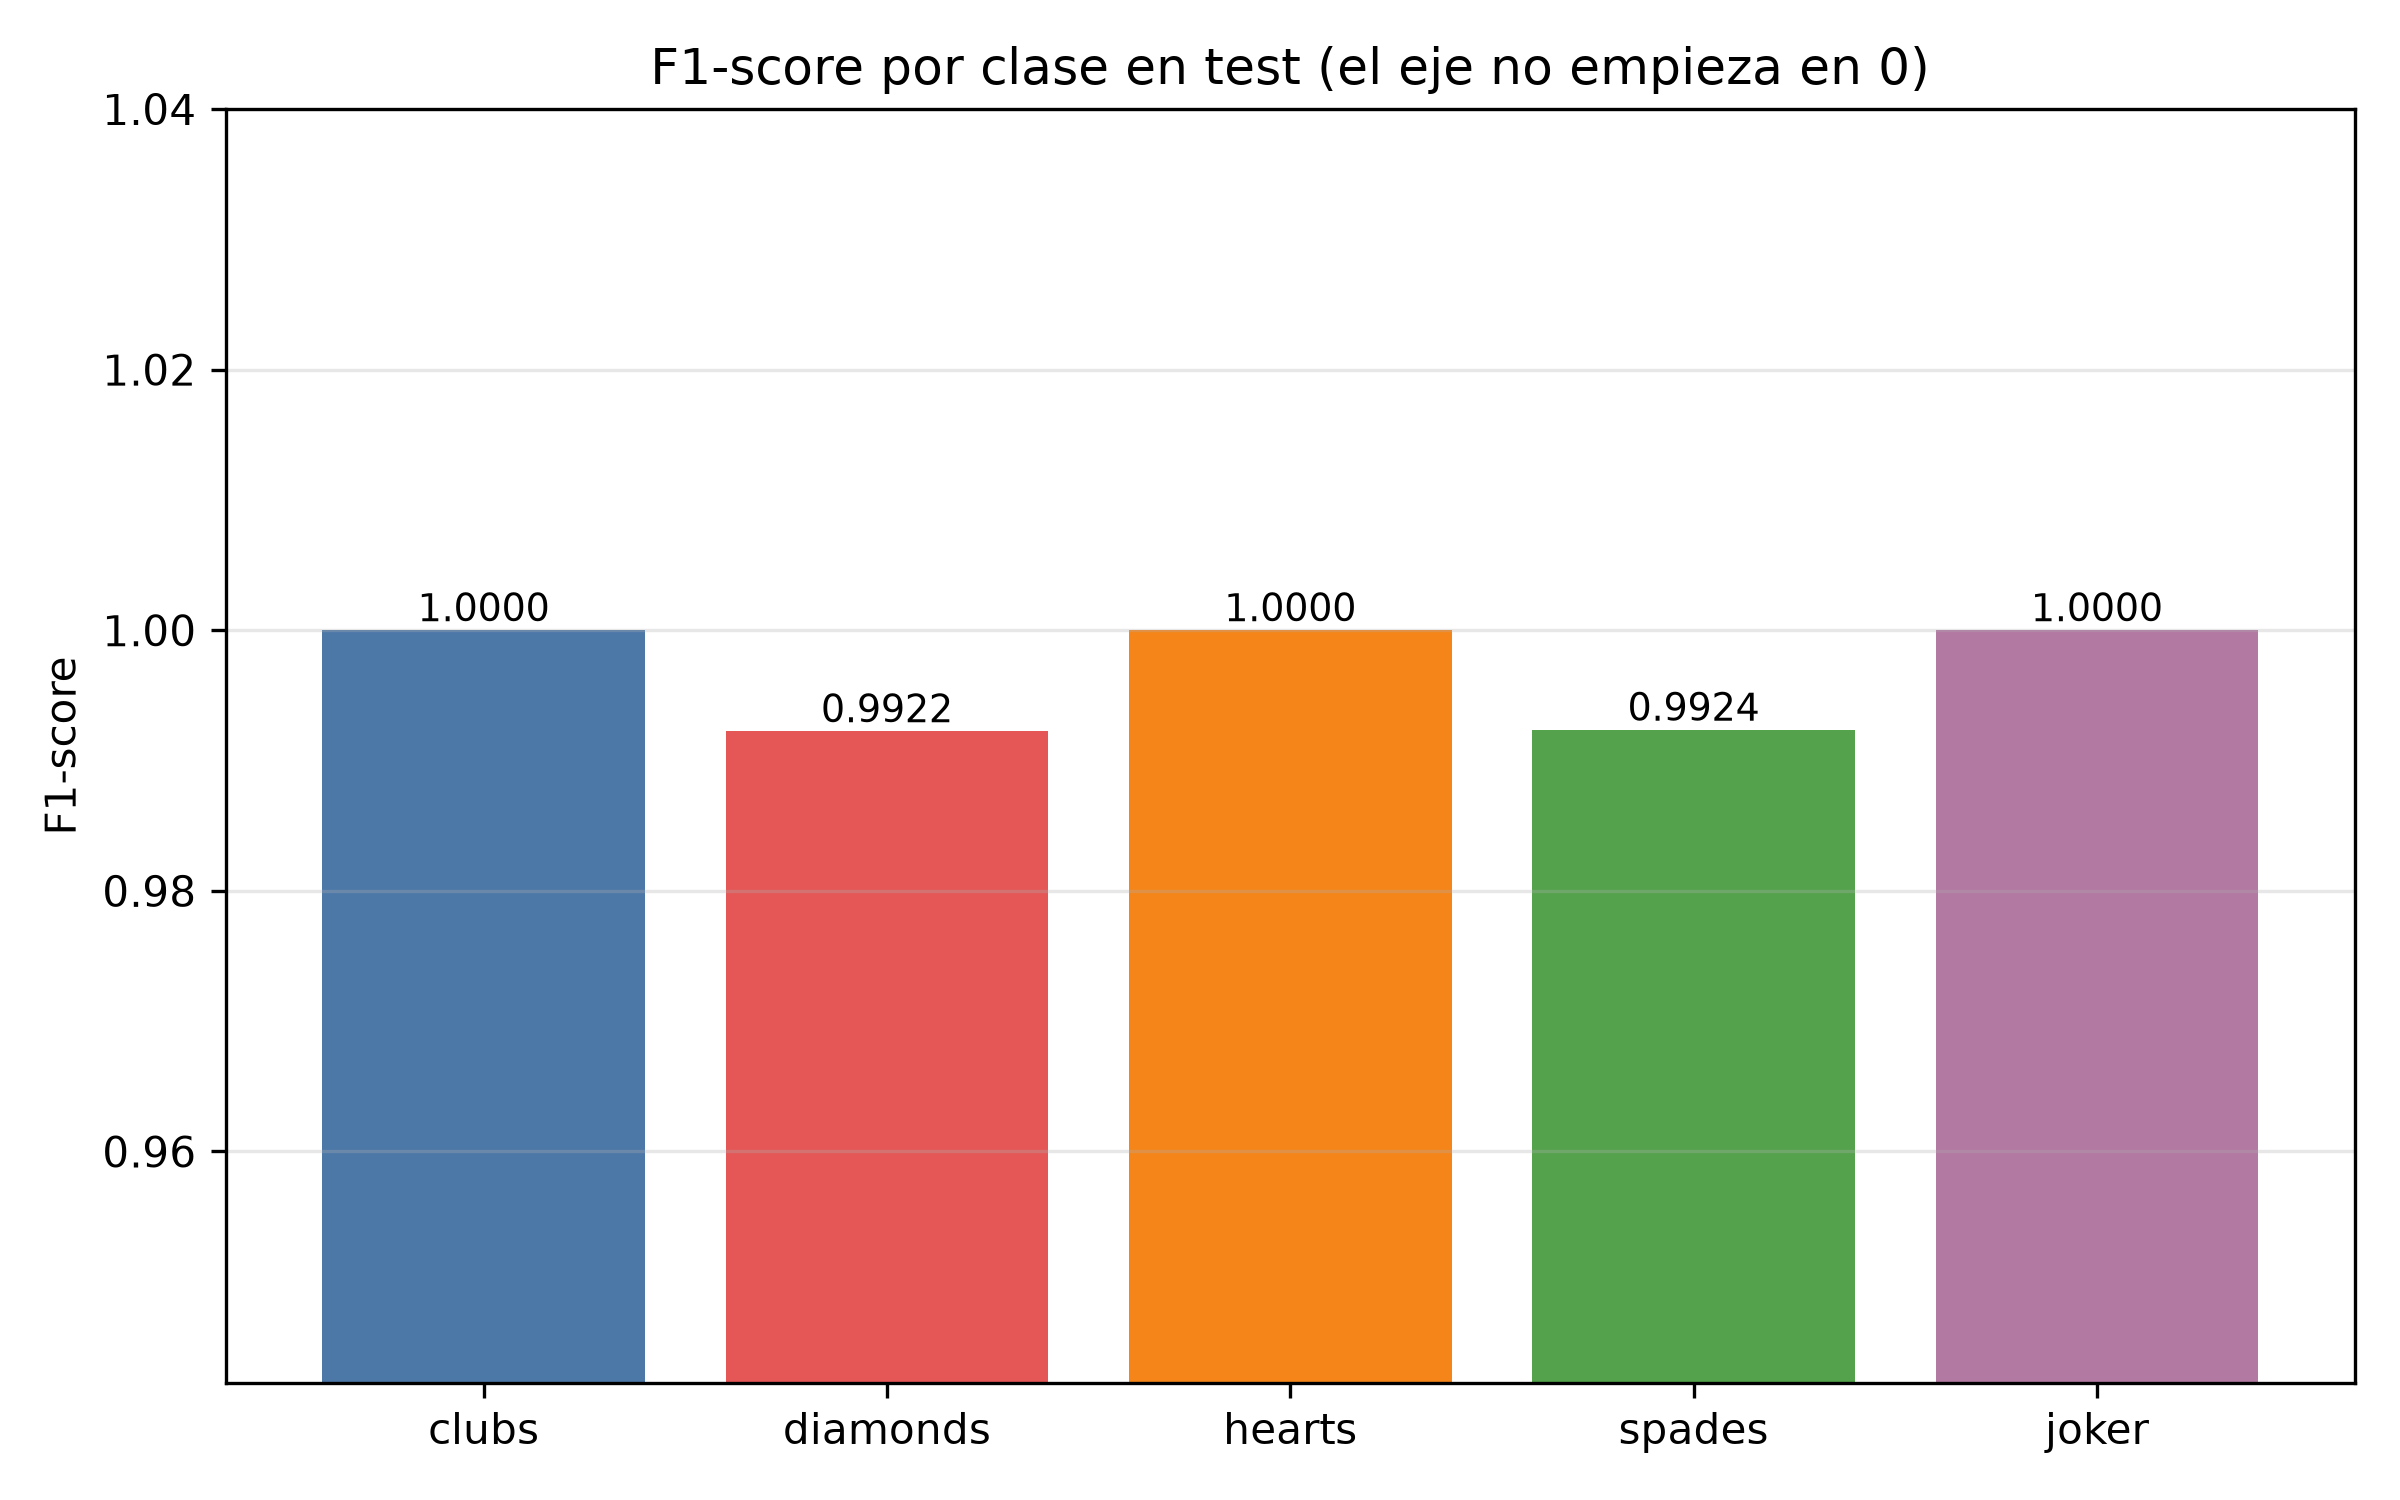 F1-score por clase en test (el eje no empieza en 0)
1.04
1.02
1.00
0.98
0.96
F1-score
1.0000
0.9922
1.0000
0.9924
1.0000
clubs
diamonds
hearts
spades
joker